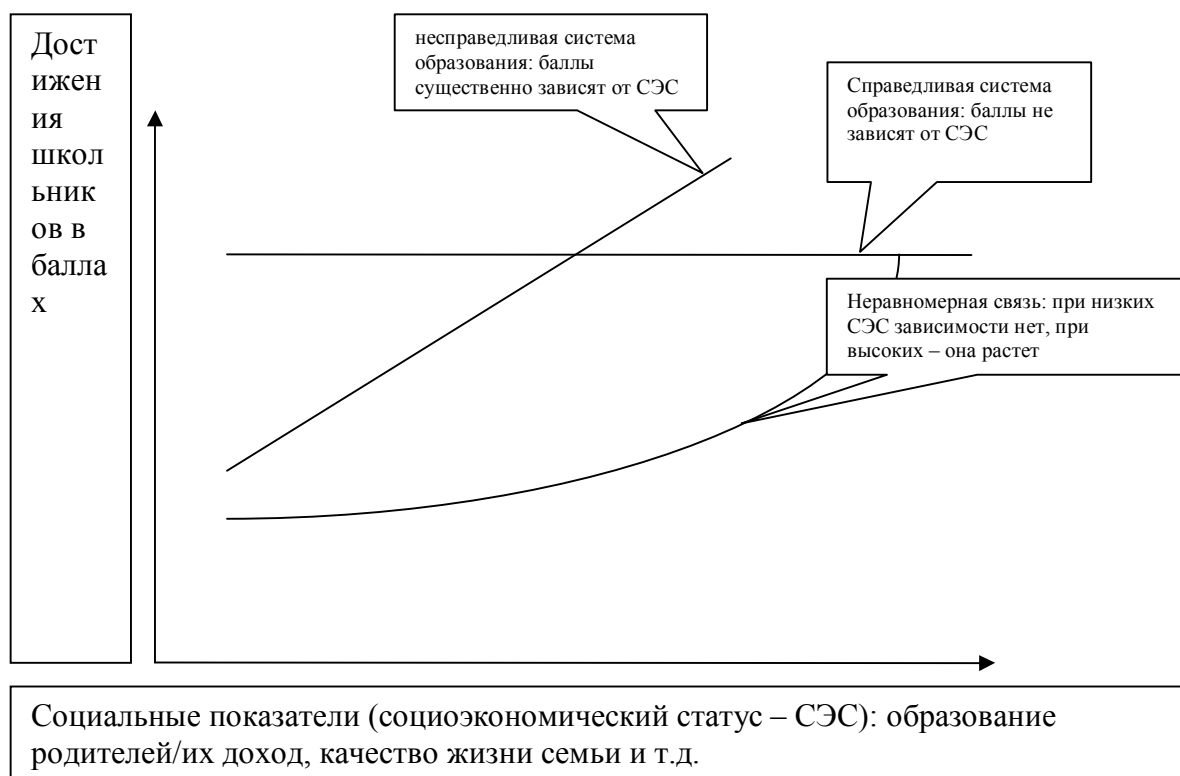 Дост
ижен
ия
школ
ьник
ов в
балла
х
несправедливая система
образования: баллы
существенно зависят от СЭС
Справедливая система
образования: баллы не
зависят от СЭС
Неравномерная связь: при низких
СЭС зависимости нет, при
высоких – она растет
Социальные показатели (социоэкономический статус – СЭС): образование
родителей/их доход, качество жизни семьи и т.д.